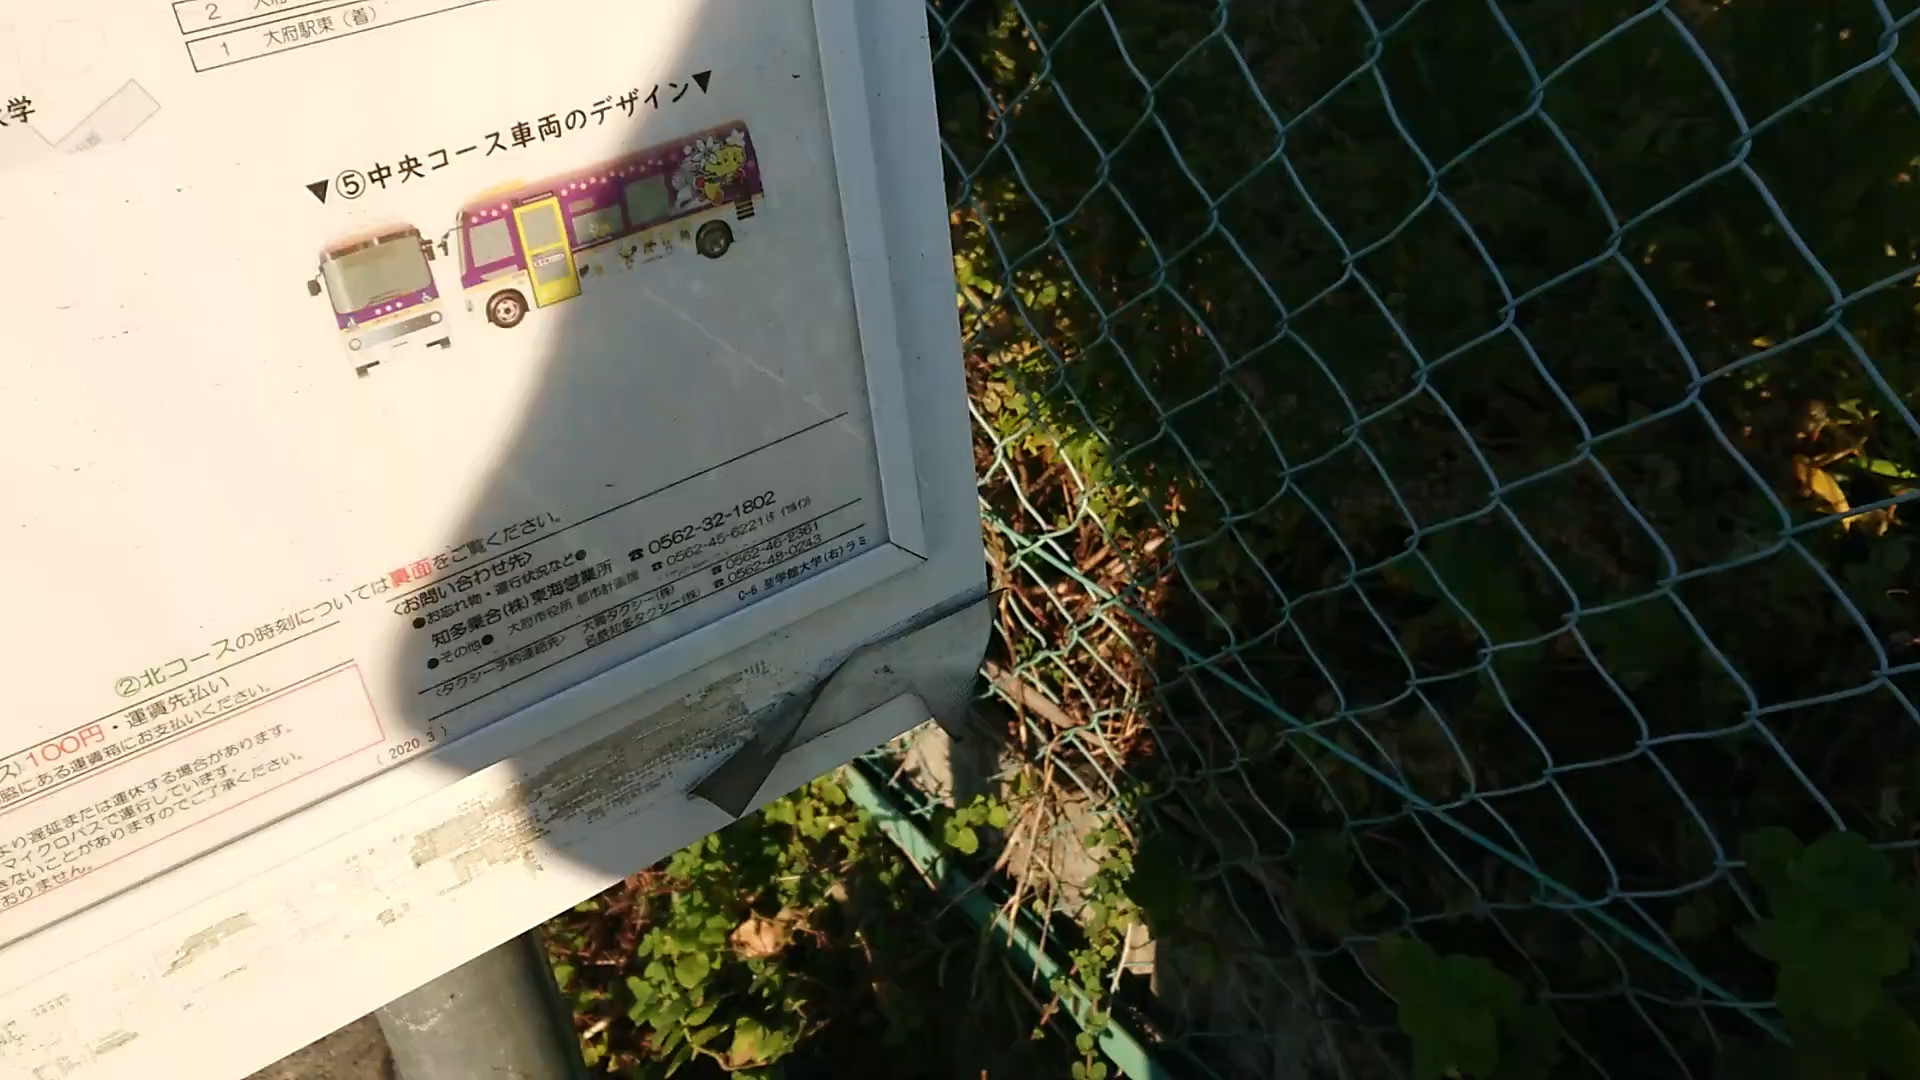 2 大府
1 大府駅東（着）
大学
▼⑤中央コース車両のデザイン▼
②北コースの時刻については裏面をご覧ください。
<お問い合わせ先>
●お忘れ物・運行状況など●
知多乗合(株)東海営業所 ☎0562-32-1802
●その他● 大府市役所 都市計画課 ☎0562-45-6221
<タクシー予約連絡先> 大興タクシー(株) ☎0562-46-2361
名鉄知多タクシー(株) ☎0562-48-0243
C-6 至学館大学(右)ラミ
ス)100円・運賃先払い
脇にある運賃箱にお支払いください。
より遅延または運休する場合があります。
マイクロバスで運行しています。
きないことがありますのでご了承ください。
おりません。
(2020.3)